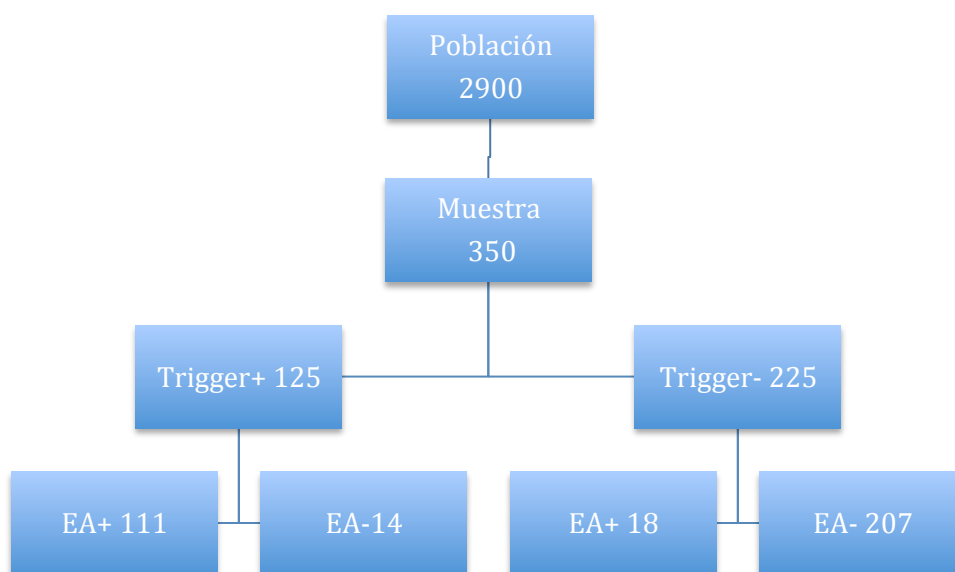 Población
2900
Muestra
350
Trigger+ 125
Trigger- 225
EA+ 111
EA-14
EA+ 18
EA- 207